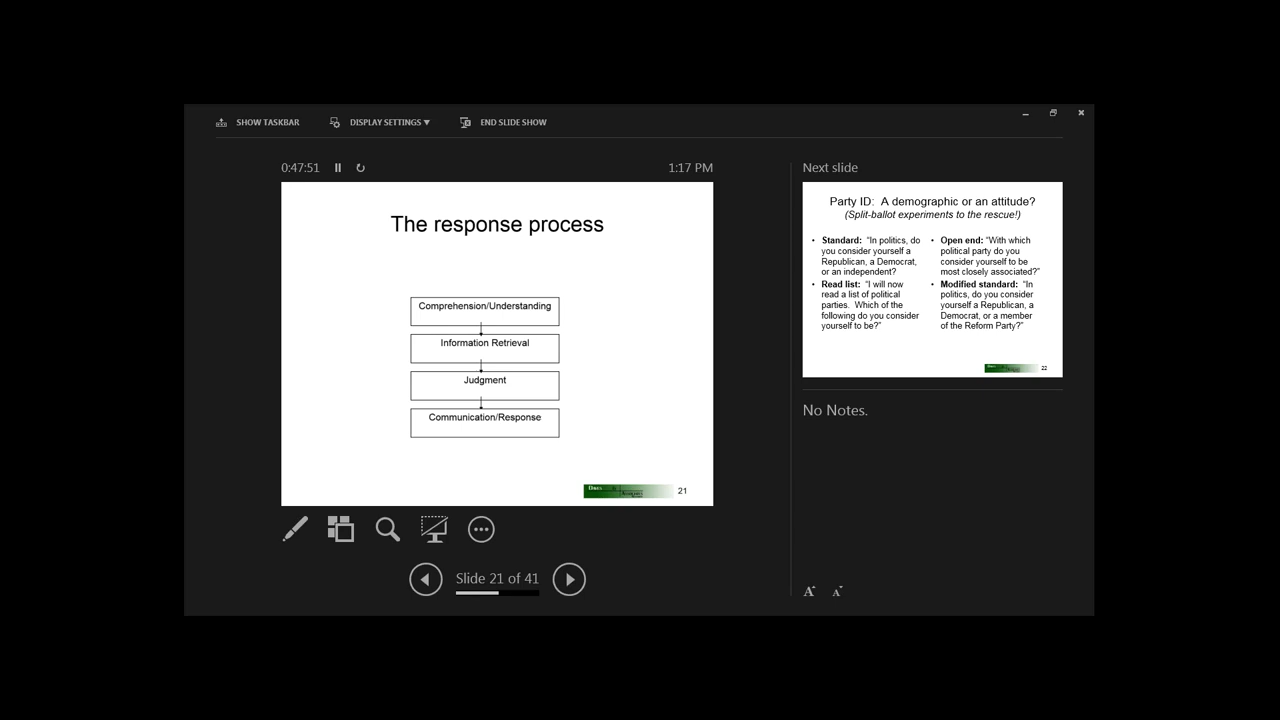 SHOW TASKBAR DISPLAY SETTINGS ▼ END SLIDE SHOW
0:47:51 1:17 PM
The response process
Comprehension/Understanding
Information Retrieval
Judgment
Communication/Response
21
Slide 21 of 41
Next slide
Party ID: A demographic or an attitude?
(Split-ballot experiments to the rescue!)
• Standard: “In politics, do
you consider yourself a
Republican, a Democrat,
or an independent?
• Read list: “I will now
read a list of political
parties. Which of the
following do you consider
yourself to be?”
• Open end: “With which
political party do you
consider yourself to be
most closely associated?”
• Modified standard: “In
politics, do you consider
yourself a Republican, a
Democrat, or a member
of the Reform Party?”
22
No Notes.
A A